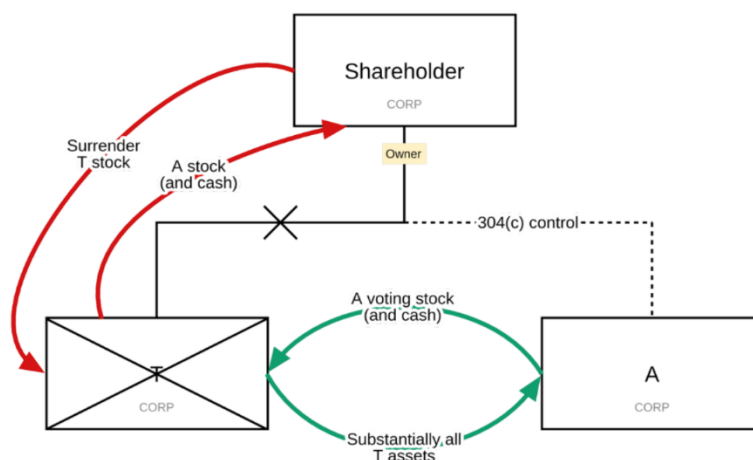 Shareholder
CORP
Owner
Surrender
T stock
A stock
(and cash)
304(c) control
A voting stock
(and cash)
T
CORP
A
CORP
Substantially all
T assets